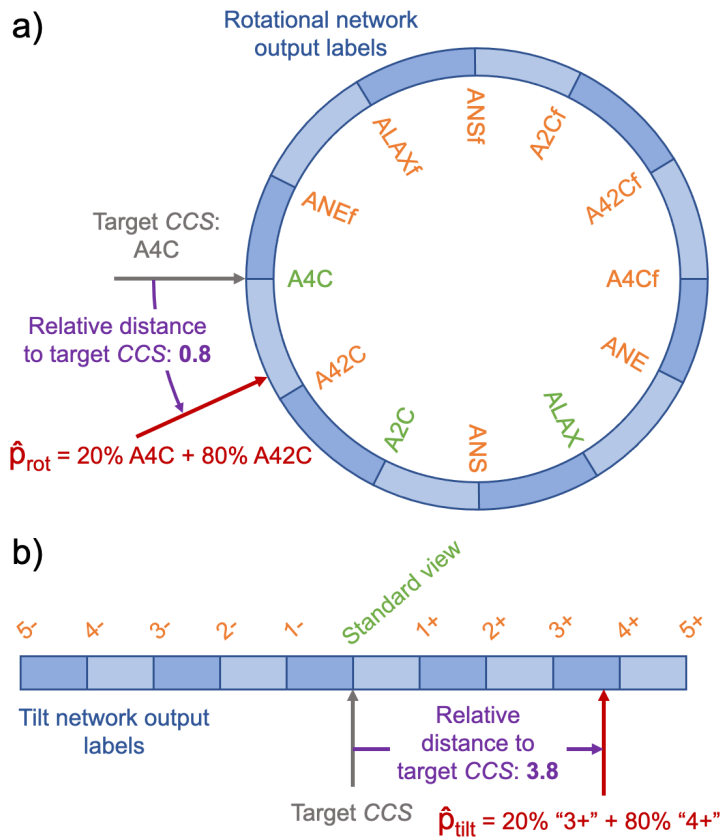 a)
Rotational network
output labels
ANSf
A2Cf
ALAXf
A42Cf
ANEf
Target CCS:
A4C
A4C
A4Cf
Relative distance
to target CCS: 0.8
ANE
A42C
ALAX
A2C
ANS
p̂rot = 20% A4C + 80% A42C
b)
Standard view
5-
4-
3-
2-
1-
1+
2+
3+
4+
5+
Tilt network output
labels
Relative
distance to
target CCS: 3.8
Target CCS
p̂tilt = 20% “3+” + 80% “4+”